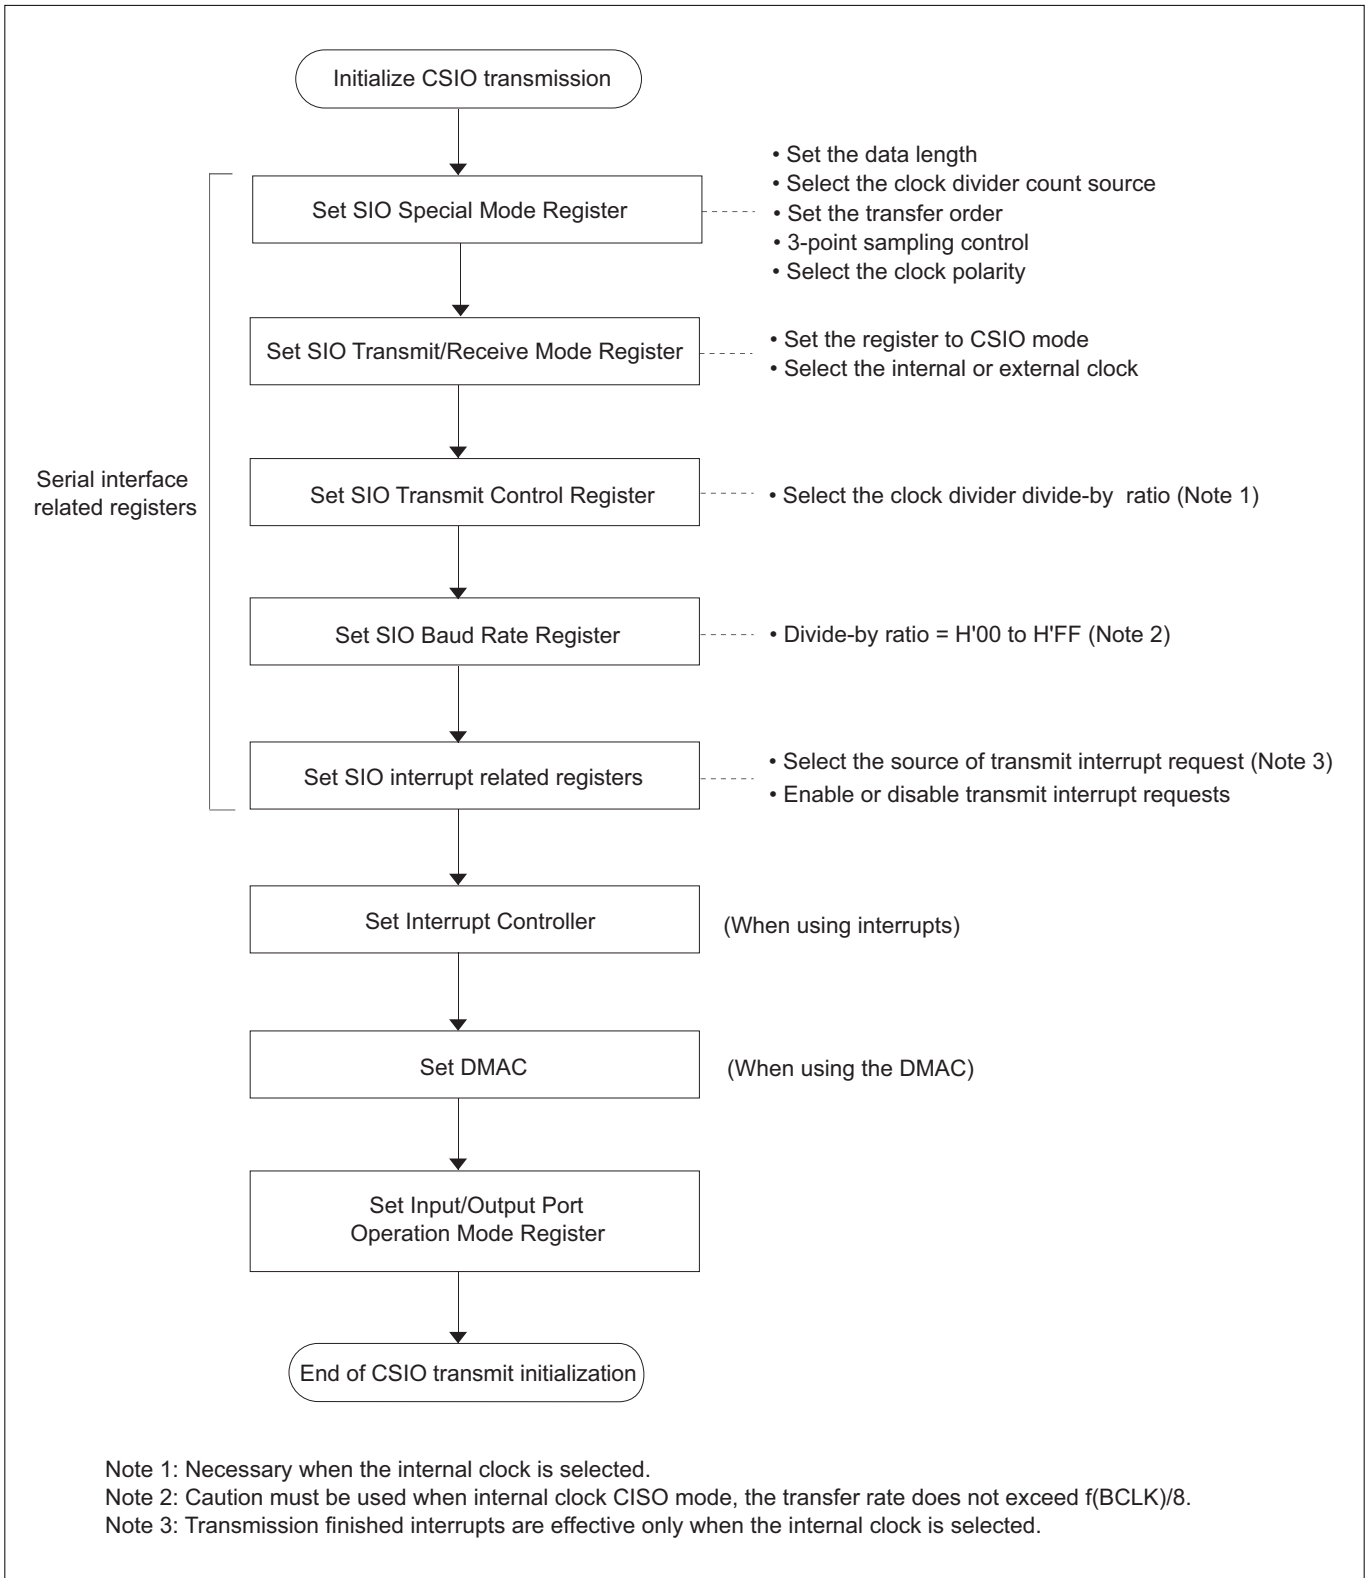 Initialize CSIO transmission
Set SIO Special Mode Register
• Set the data length
• Select the clock divider count source
• Set the transfer order
• 3-point sampling control
• Select the clock polarity
Set SIO Transmit/Receive Mode Register
• Set the register to CSIO mode
• Select the internal or external clock
Serial interface
related registers
Set SIO Transmit Control Register
• Select the clock divider divide-by ratio (Note 1)
Set SIO Baud Rate Register
• Divide-by ratio = H'00 to H'FF (Note 2)
Set SIO interrupt related registers
• Select the source of transmit interrupt request (Note 3)
• Enable or disable transmit interrupt requests
Set Interrupt Controller
(When using interrupts)
Set DMAC
(When using the DMAC)
Set Input/Output Port
Operation Mode Register
End of CSIO transmit initialization
Note 1: Necessary when the internal clock is selected.
Note 2: Caution must be used when internal clock CISO mode, the transfer rate does not exceed f(BCLK)/8.
Note 3: Transmission finished interrupts are effective only when the internal clock is selected.